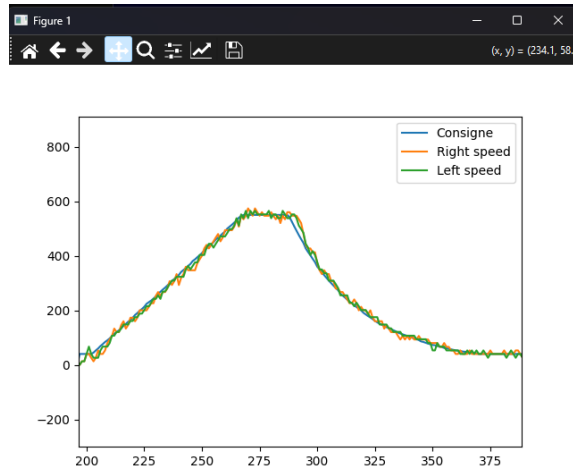 Figure 1
(x, y) = (234.1, 58.
Consigne
Right speed
Left speed
800
600
400
200
0
−200
200 225 250 275 300 325 350 375